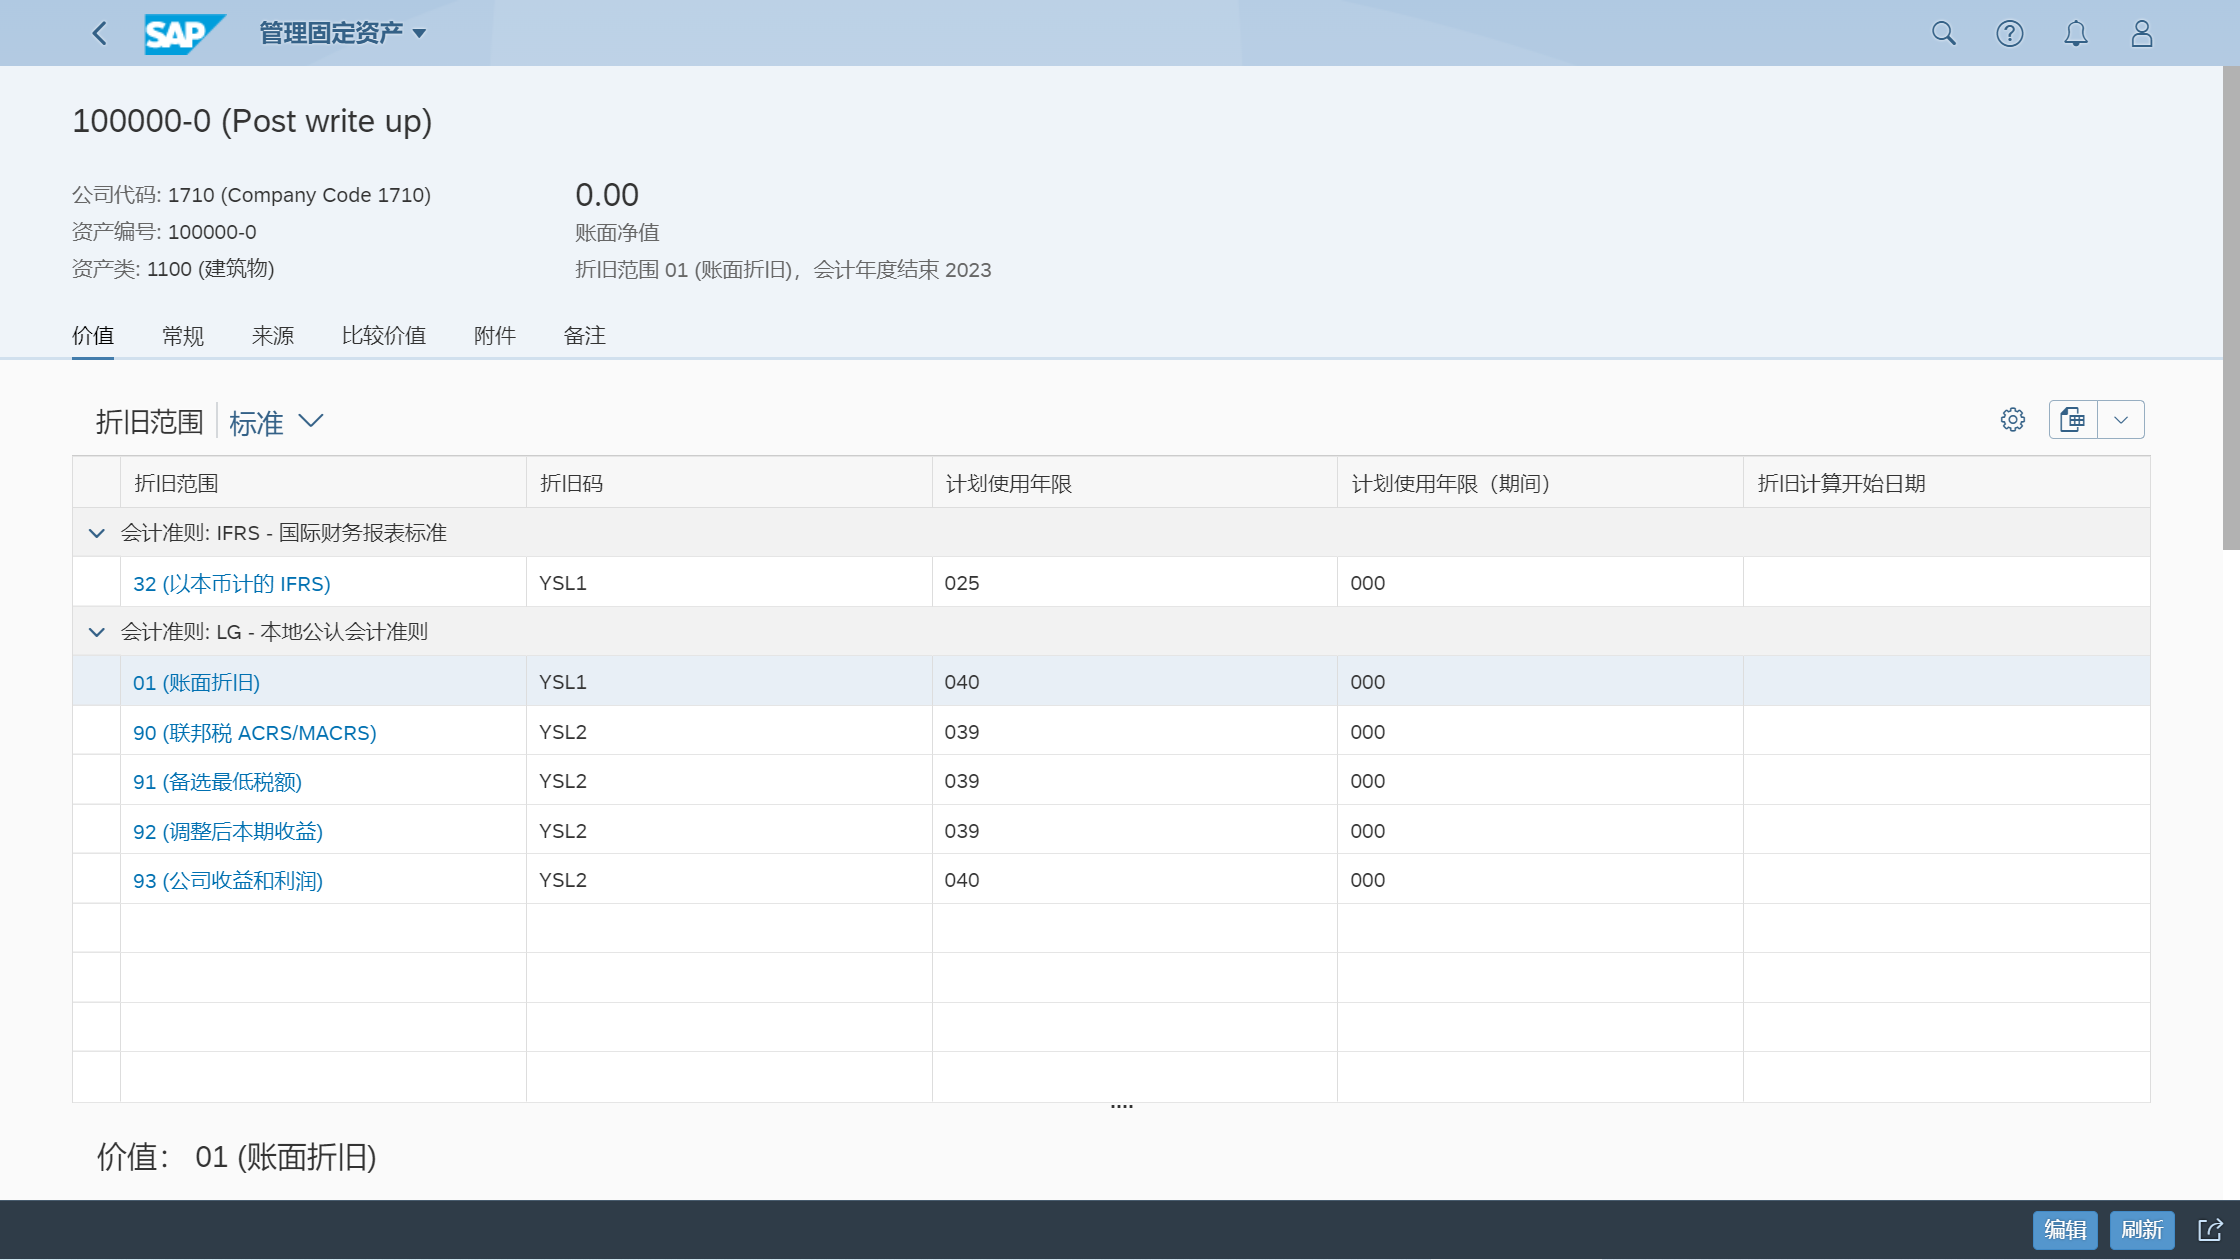 SAP 管理固定资产
100000-0 (Post write up)
公司代码: 1710 (Company Code 1710)
资产编号: 100000-0
资产类: 1100 (建筑物)
0.00
账面净值
折旧范围 01 (账面折旧)，会计年度结束 2023
价值 常规 来源 比较价值 附件 备注
折旧范围 标准
折旧范围 折旧码 计划使用年限 计划使用年限（期间） 折旧计算开始日期
会计准则: IFRS - 国际财务报表标准
32 (以本币计的 IFRS) YSL1 025 000
会计准则: LG - 本地公认会计准则
01 (账面折旧) YSL1 040 000
90 (联邦税 ACRS/MACRS) YSL2 039 000
91 (备选最低税额) YSL2 039 000
92 (调整后本期收益) YSL2 039 000
93 (公司收益和利润) YSL2 040 000
价值： 01 (账面折旧)
编辑 刷新